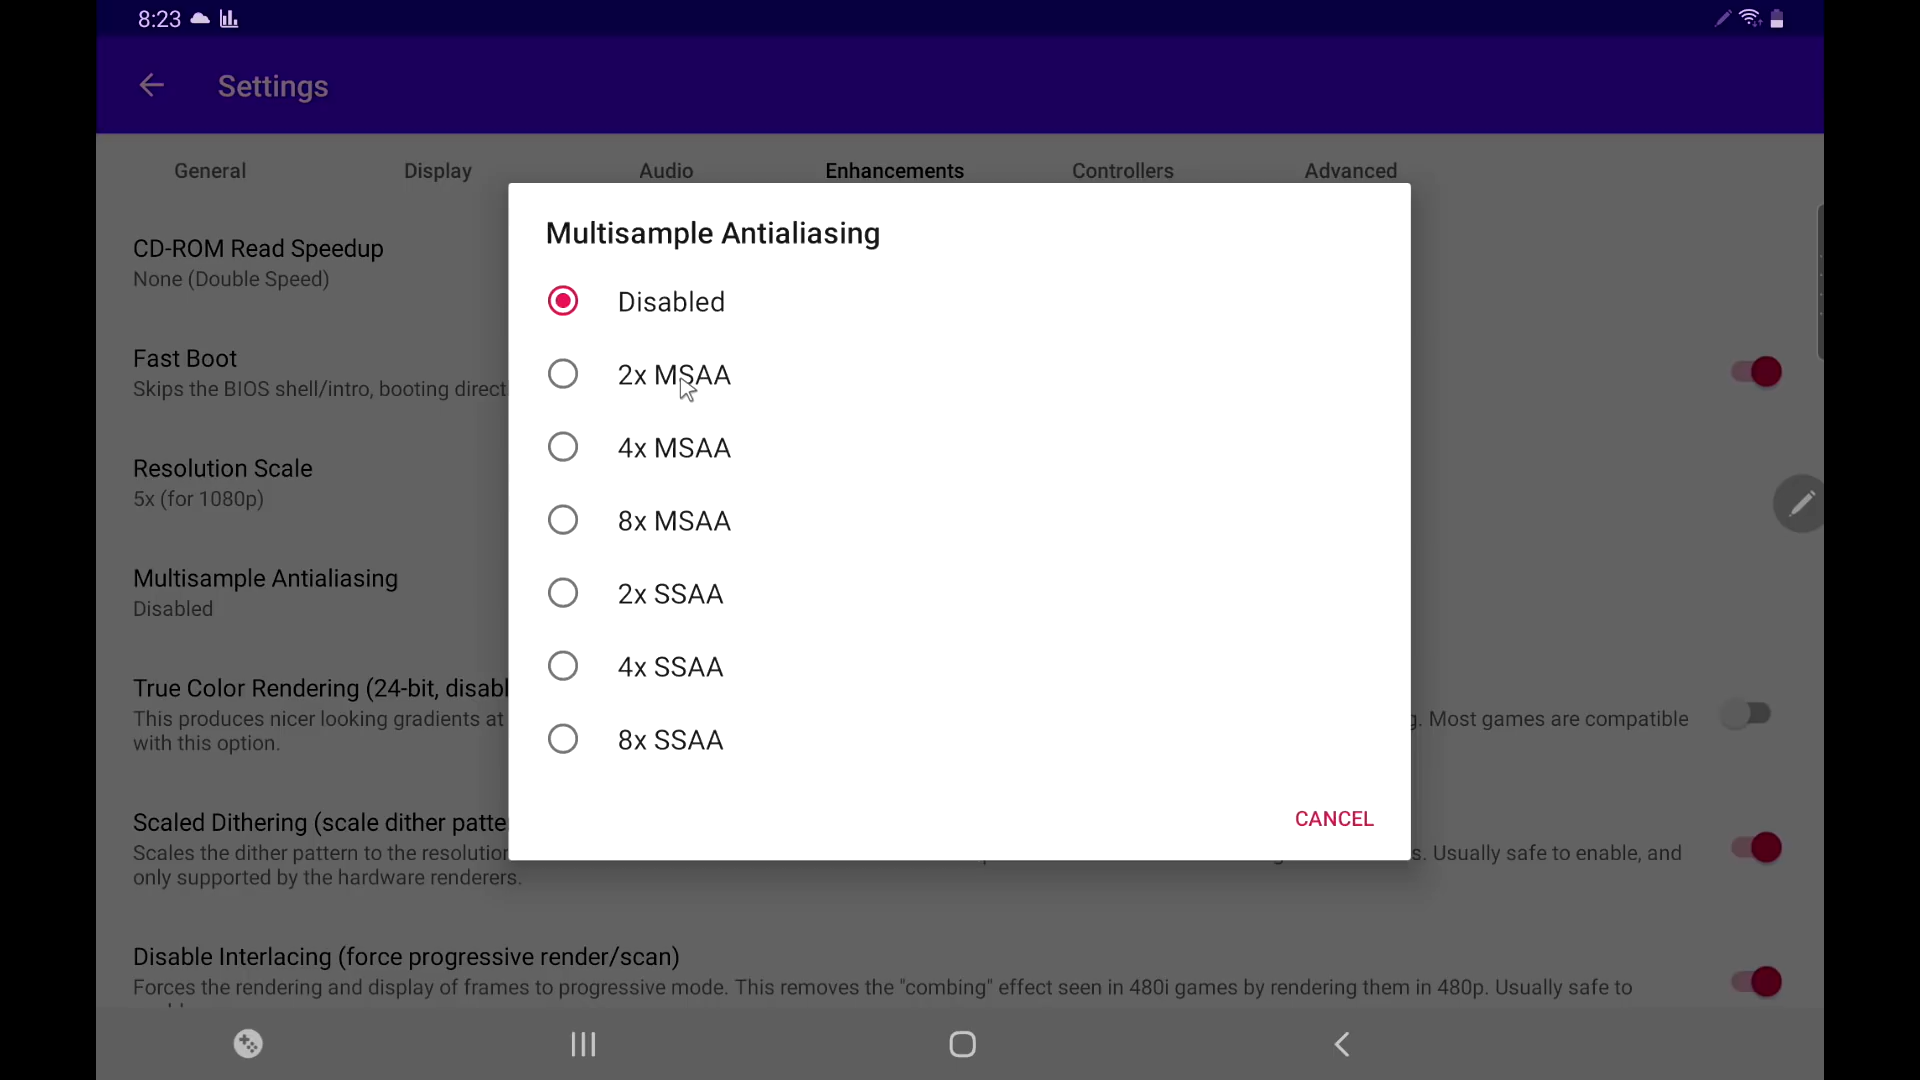 8:23
Settings
General Display Audio Enhancements Controllers Advanced
CD-ROM Read Speedup
None (Double Speed)
Fast Boot
Skips the BIOS shell/intro, booting direct
Resolution Scale
5x (for 1080p)
Multisample Antialiasing
Disabled
True Color Rendering (24-bit, disabl
This produces nicer looking gradients at g. Most games are compatible
with this option.
Scaled Dithering (scale dither patte
Scales the dither pattern to the resolution s. Usually safe to enable, and
only supported by the hardware renderers.
Disable Interlacing (force progressive render/scan)
Forces the rendering and display of frames to progressive mode. This removes the "combing" effect seen in 480i games by rendering them in 480p. Usually safe to
Multisample Antialiasing
Disabled
2x MSAA
4x MSAA
8x MSAA
2x SSAA
4x SSAA
8x SSAA
CANCEL